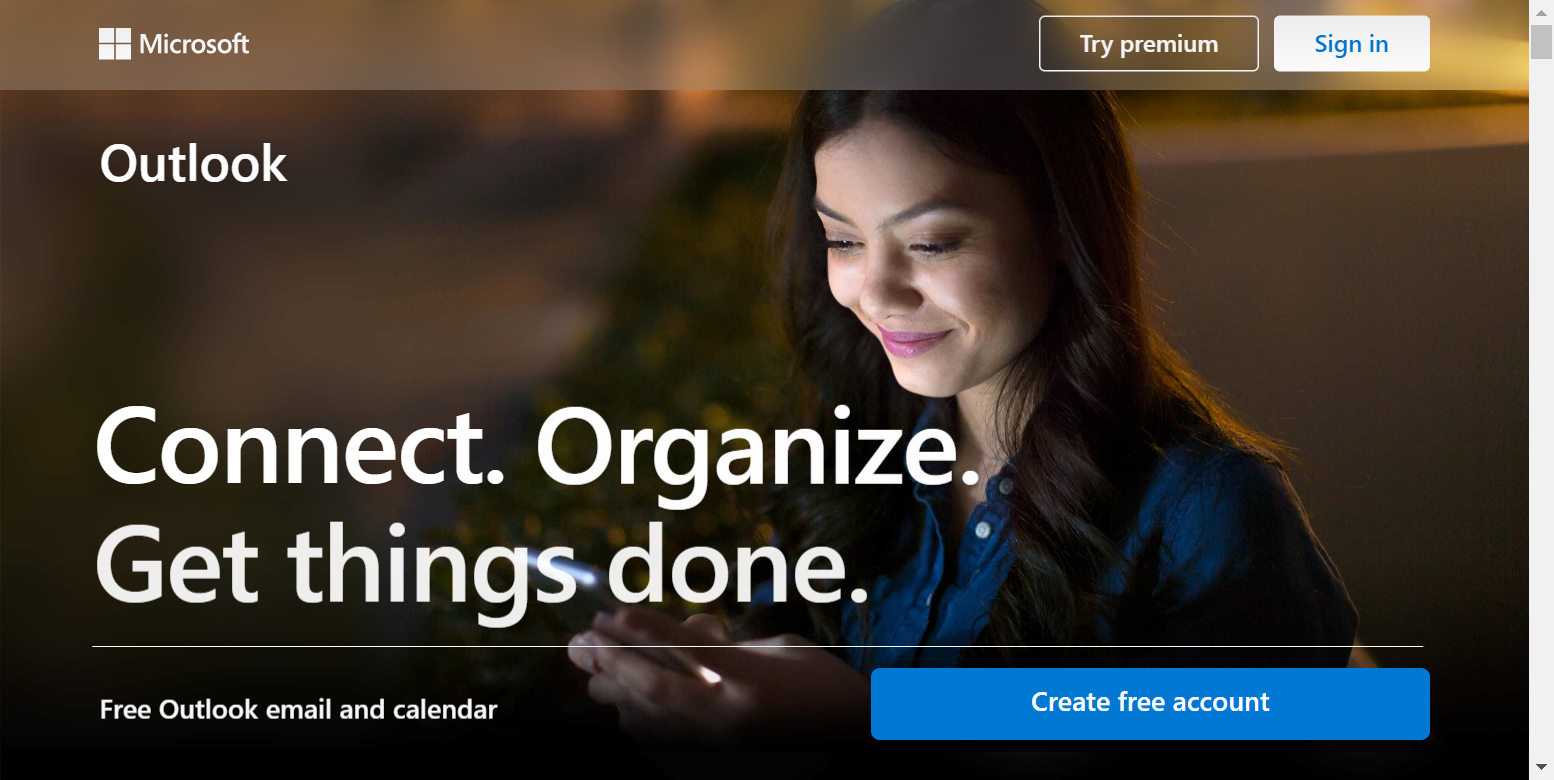 Microsoft
Try premium
Sign in
Outlook
Connect. Organize.
Get things done.
Free Outlook email and calendar
Create free account